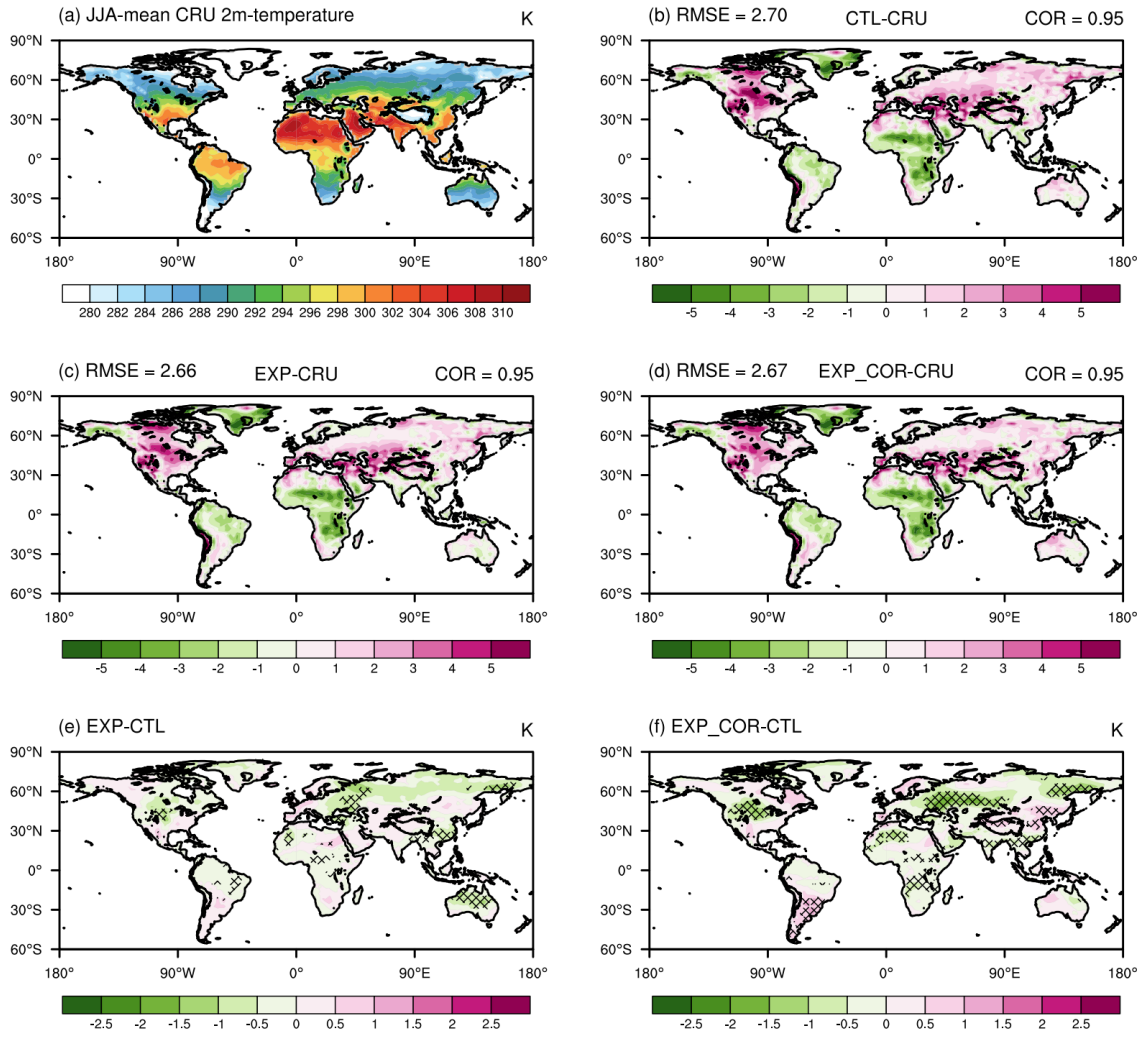 (a) JJA-mean CRU 2m-temperature K
90°N
60°N
30°N
0°
30°S
60°S
180° 90°W 0° 90°E 180°
280 282 284 286 288 290 292 294 296 298 300 302 304 306 308 310
(b) RMSE = 2.70 CTL-CRU COR = 0.95
90°N
60°N
30°N
0°
30°S
60°S
180° 90°W 0° 90°E 180°
-5 -4 -3 -2 -1 0 1 2 3 4 5
(c) RMSE = 2.66 EXP-CRU COR = 0.95
90°N
60°N
30°N
0°
30°S
60°S
180° 90°W 0° 90°E 180°
-5 -4 -3 -2 -1 0 1 2 3 4 5
(d) RMSE = 2.67 EXP_COR-CRU COR = 0.95
90°N
60°N
30°N
0°
30°S
60°S
180° 90°W 0° 90°E 180°
-5 -4 -3 -2 -1 0 1 2 3 4 5
(e) EXP-CTL K
90°N
60°N
30°N
0°
30°S
60°S
180° 90°W 0° 90°E 180°
-2.5 -2 -1.5 -1 -0.5 0 0.5 1 1.5 2 2.5
(f) EXP_COR-CTL K
90°N
60°N
30°N
0°
30°S
60°S
180° 90°W 0° 90°E 180°
-2.5 -2 -1.5 -1 -0.5 0 0.5 1 1.5 2 2.5